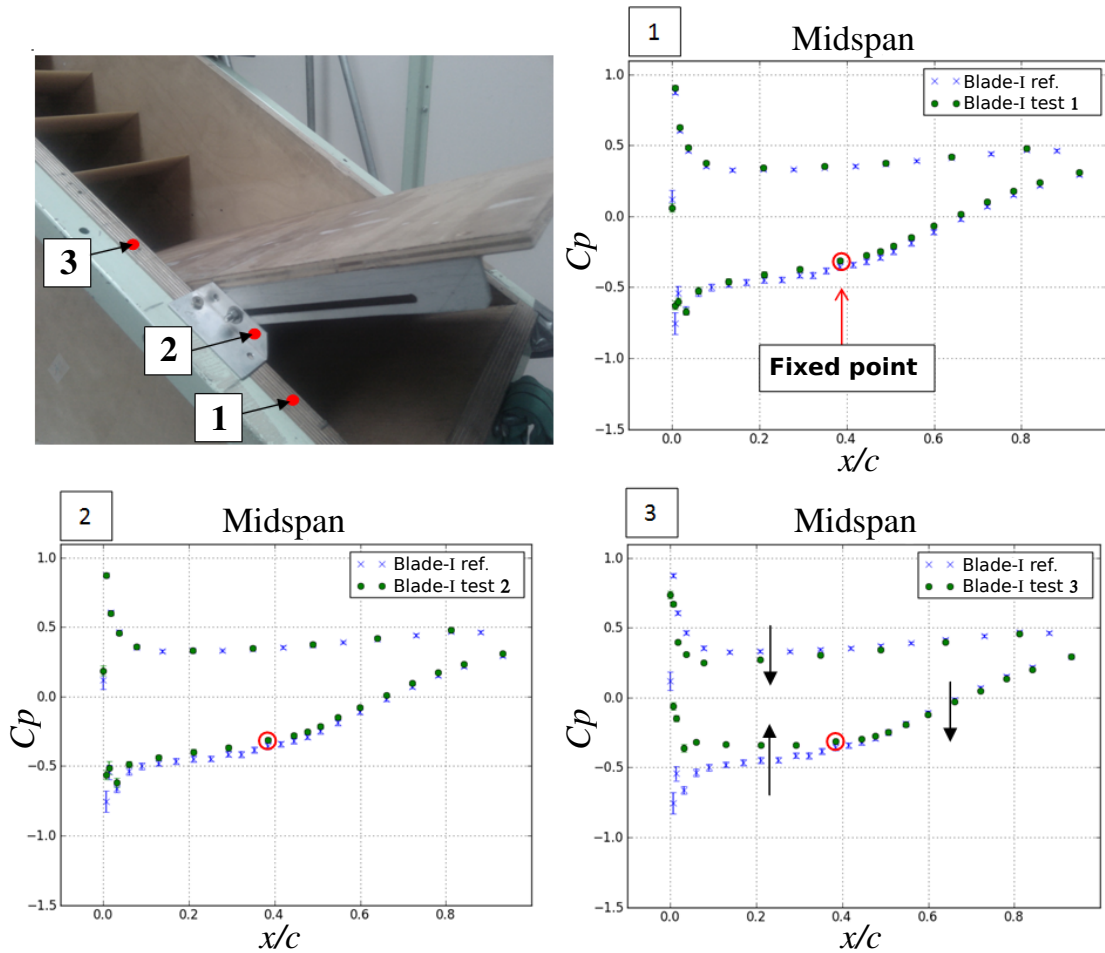 3
2
1
1
Midspan
Blade-I ref.
Blade-I test 1
Fixed point
Cp
1.0
0.5
0.0
−0.5
−1.0
−1.5
0.0 0.2 0.4 0.6 0.8
x/c
2
Midspan
Blade-I ref.
Blade-I test 2
Cp
1.0
0.5
0.0
−0.5
−1.0
−1.5
0.0 0.2 0.4 0.6 0.8
x/c
3
Midspan
Blade-I ref.
Blade-I test 3
Cp
1.0
0.5
0.0
−0.5
−1.0
−1.5
0.0 0.2 0.4 0.6 0.8
x/c